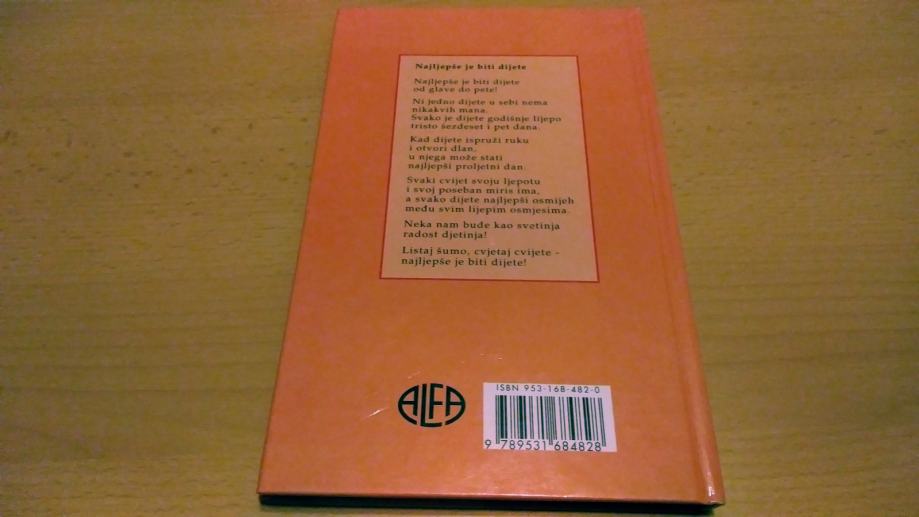 Najljepše je biti dijete
Najljepše je biti dijete
od glave do pete!
Ni jedno dijete u sebi nema
nikakvih mana.
Svako je dijete godišnje lijepo
tristo šezdeset i pet dana.
Kad dijete ispruži ruku
i otvori dlan,
u njega može stati
najljepši proljetni dan.
Svaki cvijet svoju ljepotu
i svoj poseban miris ima,
a svako dijete najljepši osmijeh
među svim lijepim osmjesima.
Neka nam bude kao svetinja
radost djetinja!
Listaj šumo, cvjetaj cvijete -
najljepše je biti dijete!
ALFA
ISBN 953-168-482-0
9 789531 684828